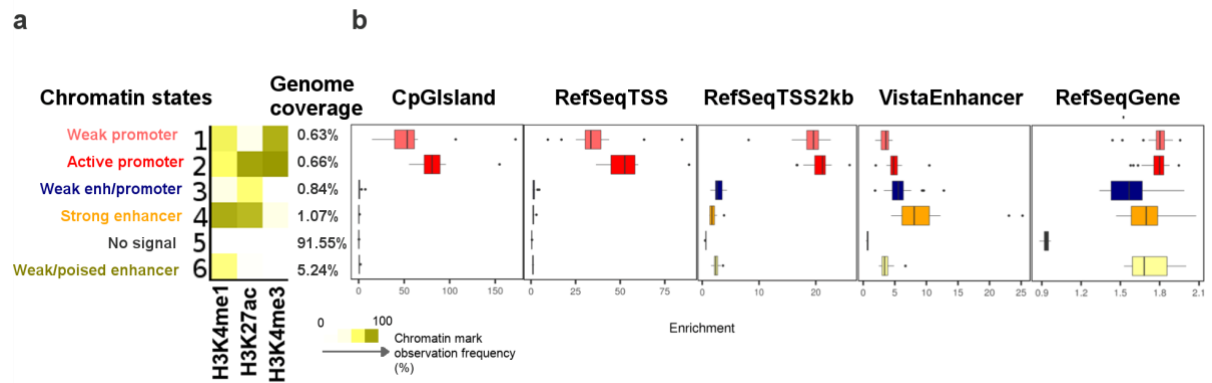 a
b
Chromatin states
Genome
coverage
CpGIsland
RefSeqTSS
RefSeqTSS2kb
VistaEnhancer
RefSeqGene
Weak promoter 1 0.63%
Active promoter 2 0.66%
Weak enh/promoter 3 0.84%
Strong enhancer 4 1.07%
No signal 5 91.55%
Weak/poised enhancer 6 5.24%
0 50 100 150
0 25 50 75
0 10 20
0 5 10 15 20 25
0.9 1.2 1.5 1.8 2.1
H3K4me1
H3K27ac
H3K4me3
Enrichment
0 100
Chromatin mark
observation frequency
(%)